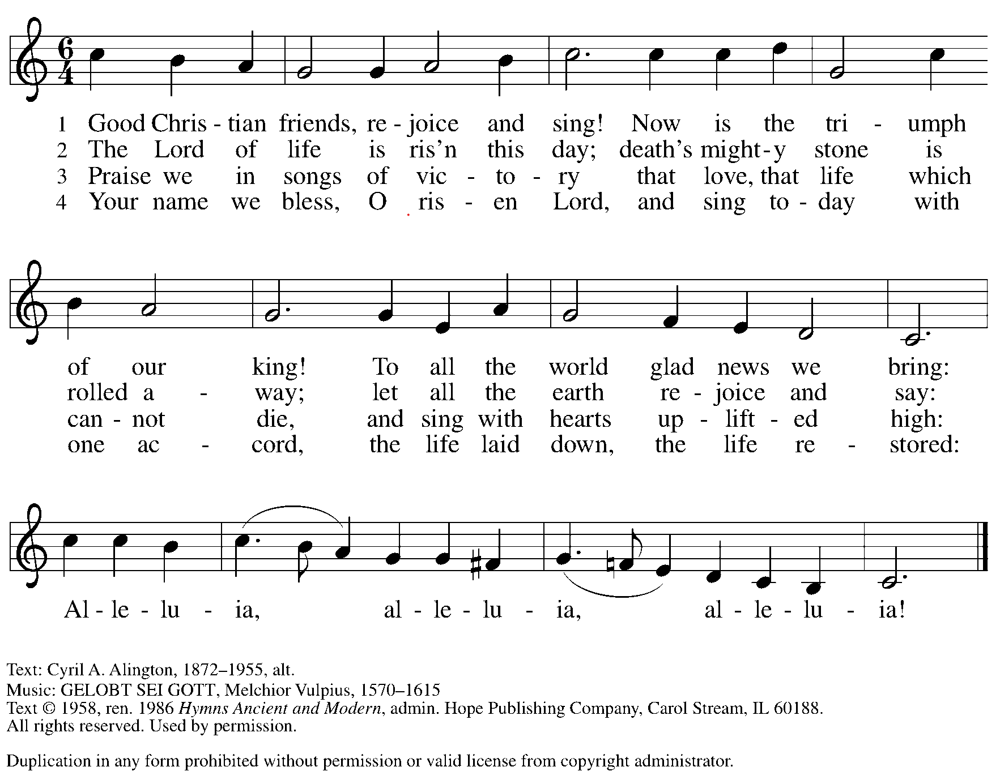 6
4
1 Good Chris - tian friends, re - joice and sing! Now is the tri - umph
2 The Lord of life is ris’n this day; death’s might - y stone is
3 Praise we in songs of vic - to - ry that love, that life which
4 Your name we bless, O ris - en Lord, and sing to - day with
of our king! To all the world glad news we bring:
rolled a - way; let all the earth re - joice and say:
can - not die, and sing with hearts up - lift - ed high:
one ac - cord, the life laid down, the life re - stored:
Al - le - lu - ia, al - le - lu - ia, al - le - lu - ia!
Text: Cyril A. Alington, 1872–1955, alt.
Music: GELOBT SEI GOTT, Melchior Vulpius, 1570–1615
Text © 1958, ren. 1986 Hymns Ancient and Modern, admin. Hope Publishing Company, Carol Stream, IL 60188.
All rights reserved. Used by permission.
Duplication in any form prohibited without permission or valid license from copyright administrator.